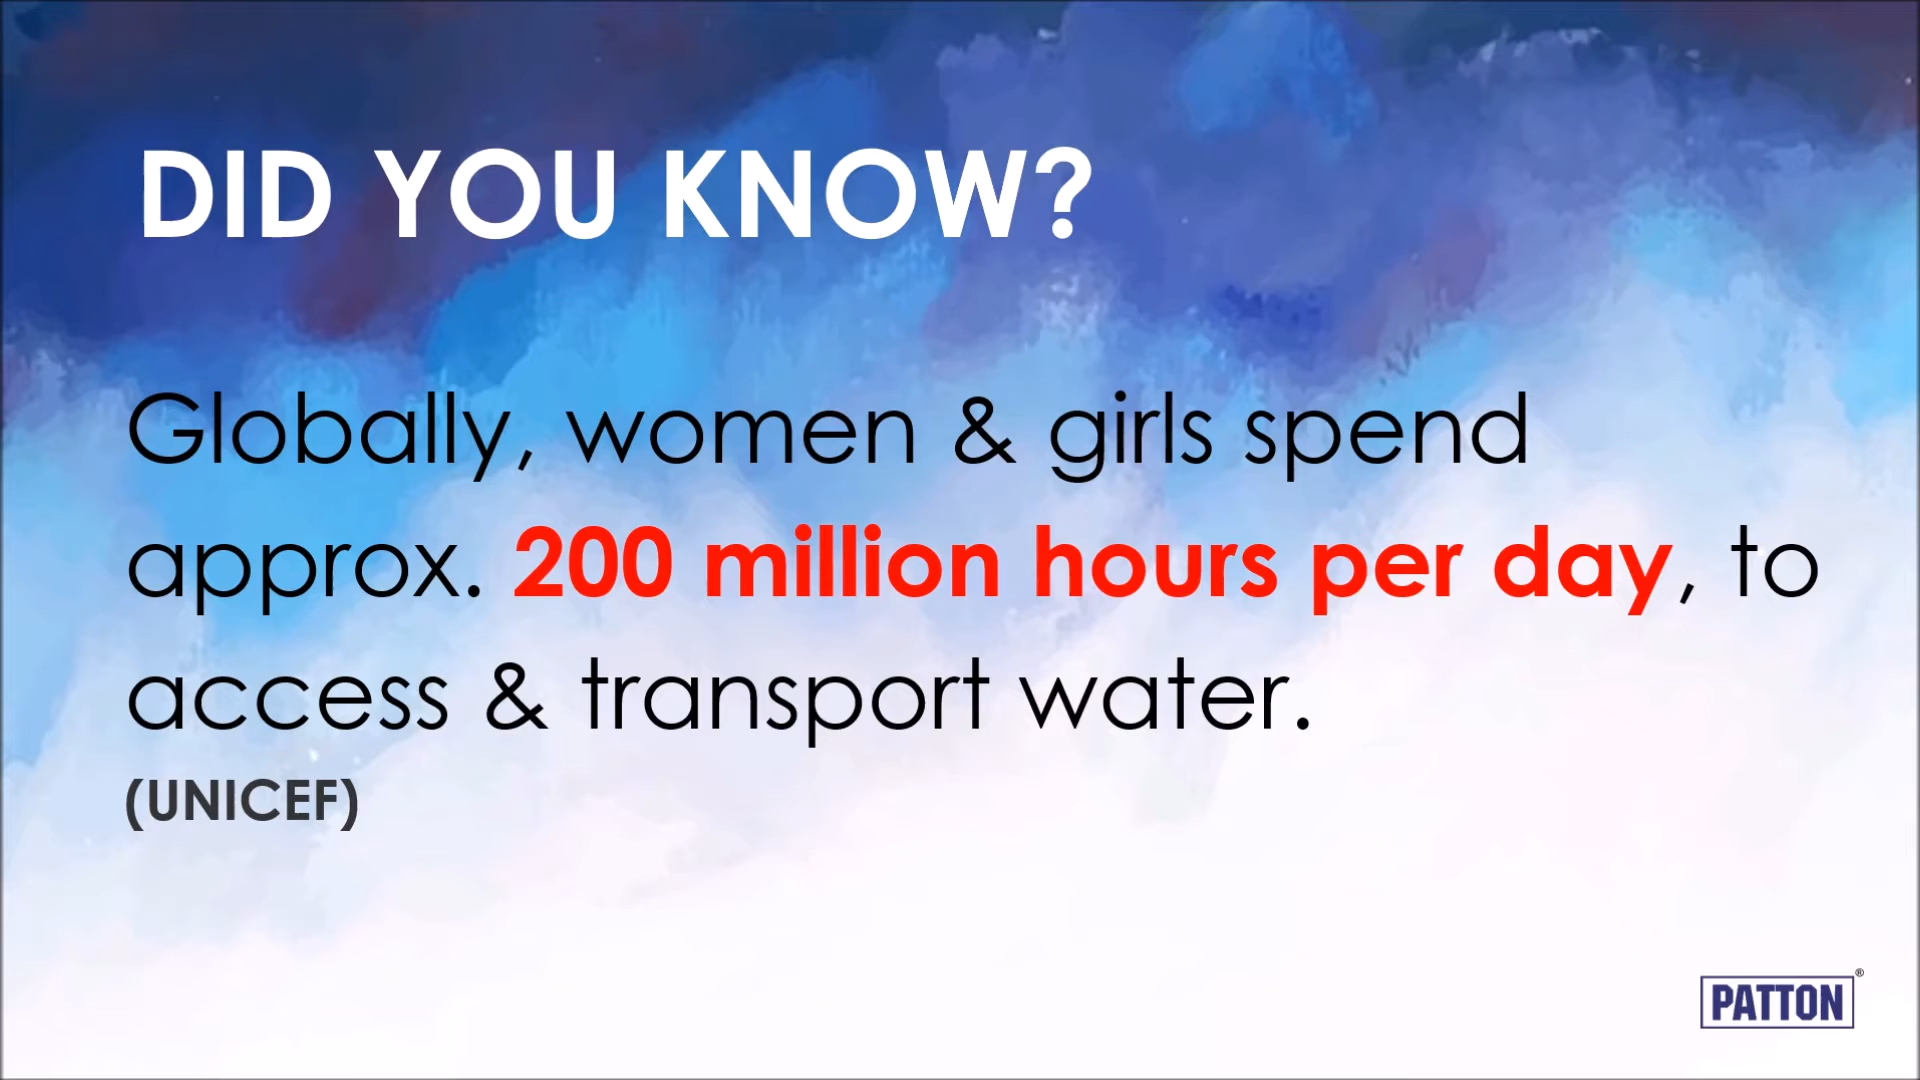 DID YOU KNOW?
Globally, women & girls spend
approx. 200 million hours per day, to
access & transport water.
(UNICEF)
PATTON®